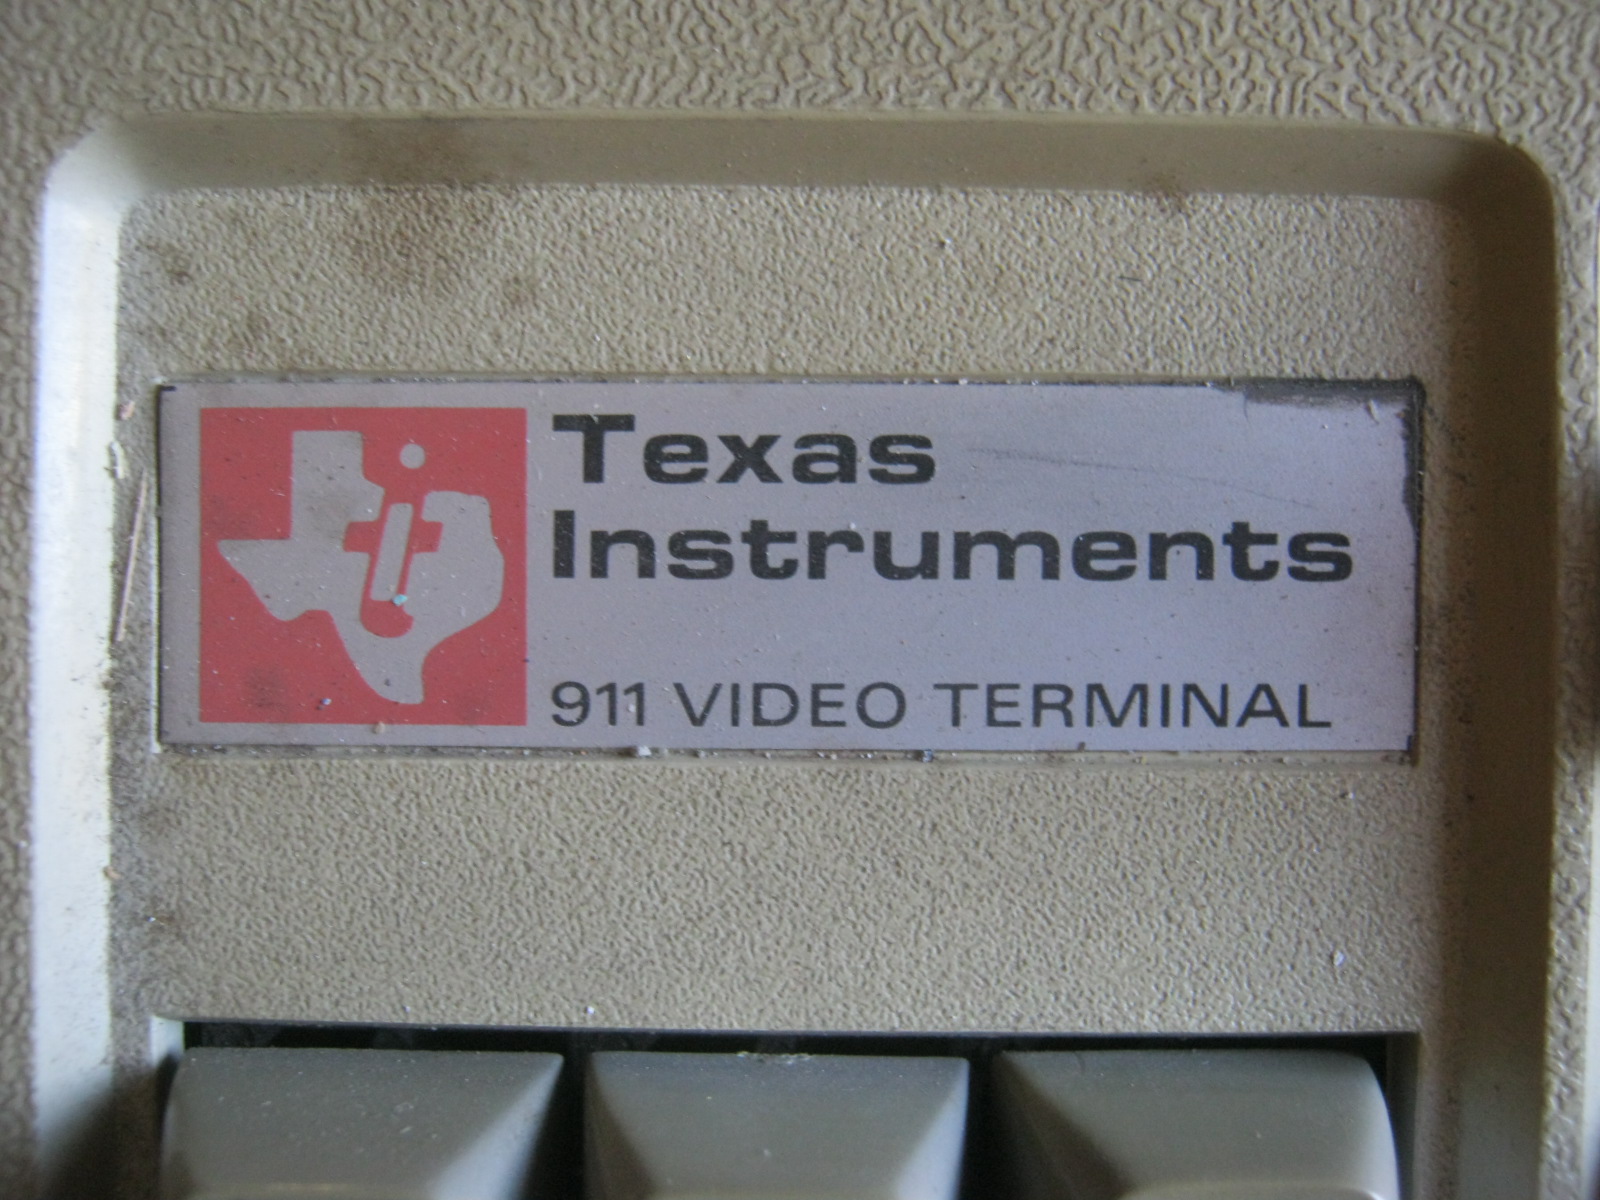 Texas
Instruments
911 VIDEO TERMINAL